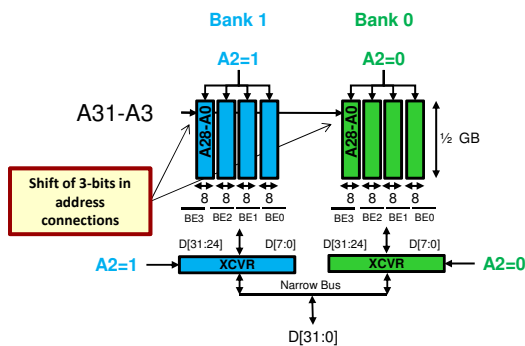 Bank 1
Bank 0
A2=1
A2=0
A31-A3
A28-A0
A28-A0
½ GB
Shift of 3-bits in
address
connections
8 8 8 8
8 8 8 8
BE3 BE2 BE1 BE0
BE3 BE2 BE1 BE0
D[31:24] D[7:0]
D[31:24] D[7:0]
A2=1
XCVR
XCVR
A2=0
Narrow Bus
D[31:0]